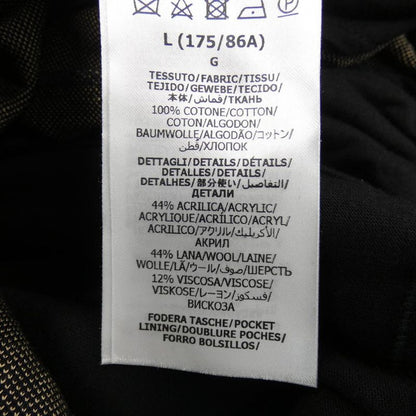 L (175/86A)
G
TESSUTO/FABRIC/TISSU/
TEJIDO/GEWEBE/TECIDO/
本体/قماش/ТКАНЬ
100% COTONE/COTTON/
COTON/ALGODON/
BAUMWOLLE/ALGODÃO/コットン/
قطن/ХЛОПОК
DETTAGLI/DETAILS/DÉTAILS/
DETALLES/DETAILS/
DETALHES/部分使い/التفاصيل/
ДЕТАЛИ
44% ACRILICA/ACRYLIC/
ACRYLIQUE/ACRÍLICO/ACRYL/
ACRILICO/アクリル/الأكريليك/
АКРИЛ
44% LANA/WOOL/LAINE/
WOLLE/LÃ/ウール/صوف/ШЕРСТЬ
12% VISCOSA/VISCOSE/
VISKOSE/レーヨン/فسكوز/
ВИСКОЗА
FODERA TASCHE/POCKET
LINING/DOUBLURE POCHES/
FORRO BOLSILLOS/